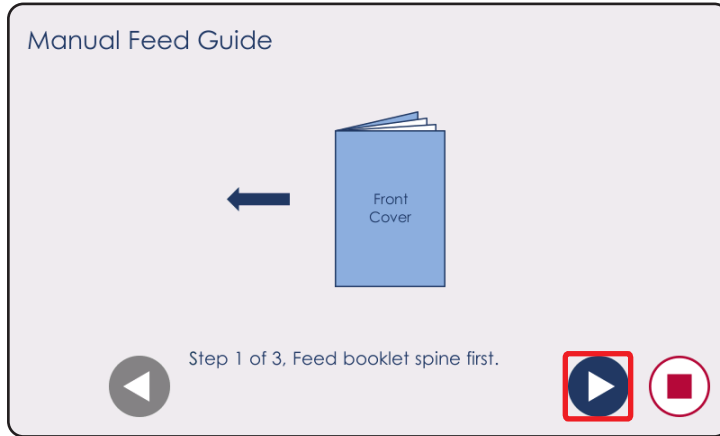 Manual Feed Guide
Front
Cover
Step 1 of 3, Feed booklet spine first.